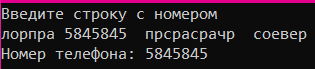 Введите строку с номером
лорпра 5845845  прсрасрачр  соевер
Номер телефона: 5845845